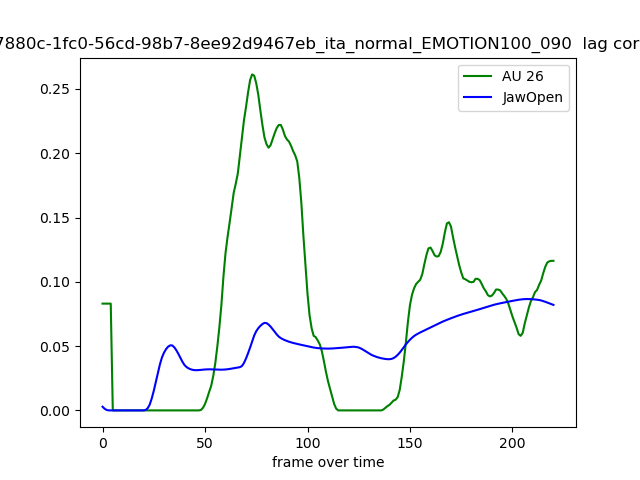 7880c-1fc0-56cd-98b7-8ee92d9467eb_ita_normal_EMOTION100_090 lag cor
AU 26
JawOpen
0.25
0.20
0.15
0.10
0.05
0.00
0 50 100 150 200
frame over time